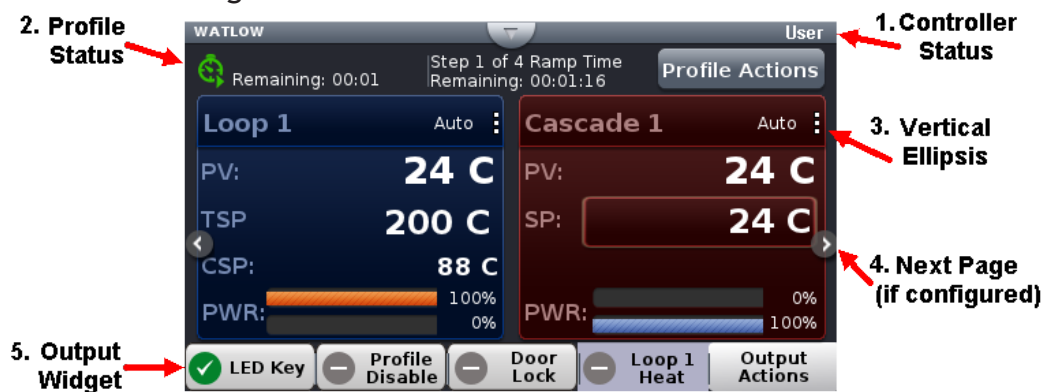 2. Profile
Status
WATLOW
User
1. Controller
Status
Remaining: 00:01
Step 1 of 4 Ramp Time
Remaining: 00:01:16
Profile Actions
Loop 1
Auto
Cascade 1
Auto
3. Vertical
Ellipsis
PV:
24 C
PV:
24 C
TSP
200 C
SP:
24 C
CSP:
88 C
4. Next Page
(if configured)
PWR:
100%
0%
PWR:
0%
100%
5. Output
Widget
LED Key
Profile
Disable
Door
Lock
Loop 1
Heat
Output
Actions